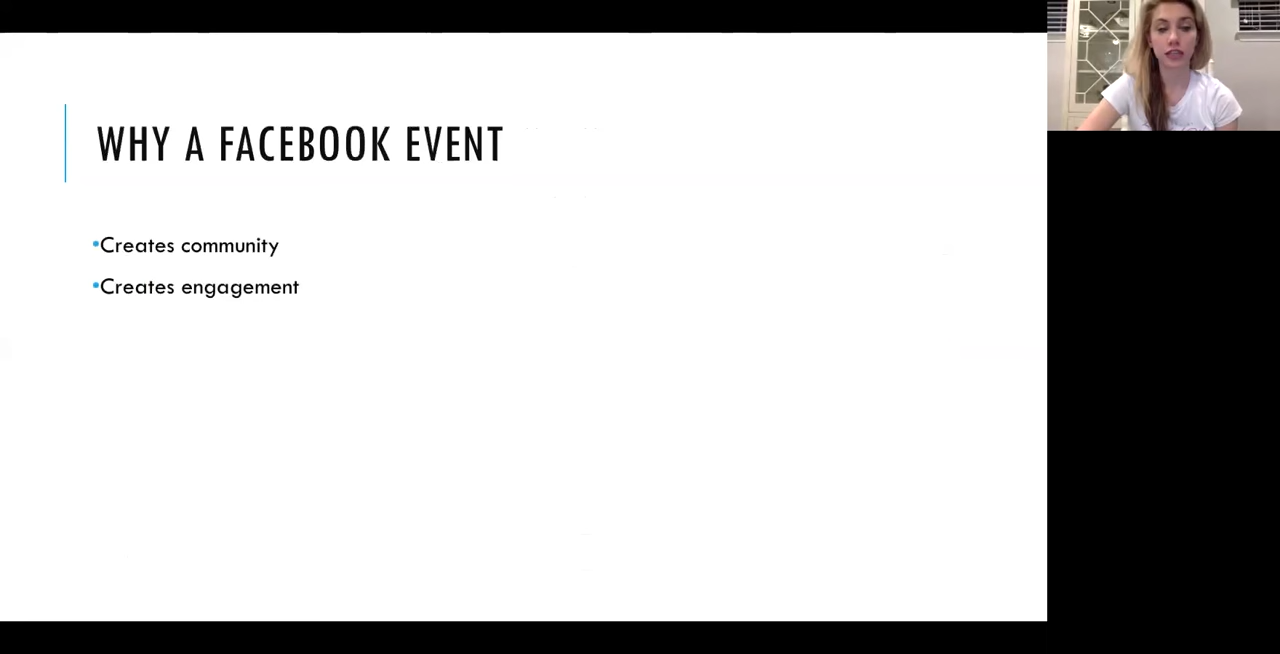 WHY A FACEBOOK EVENT
•Creates community
•Creates engagement